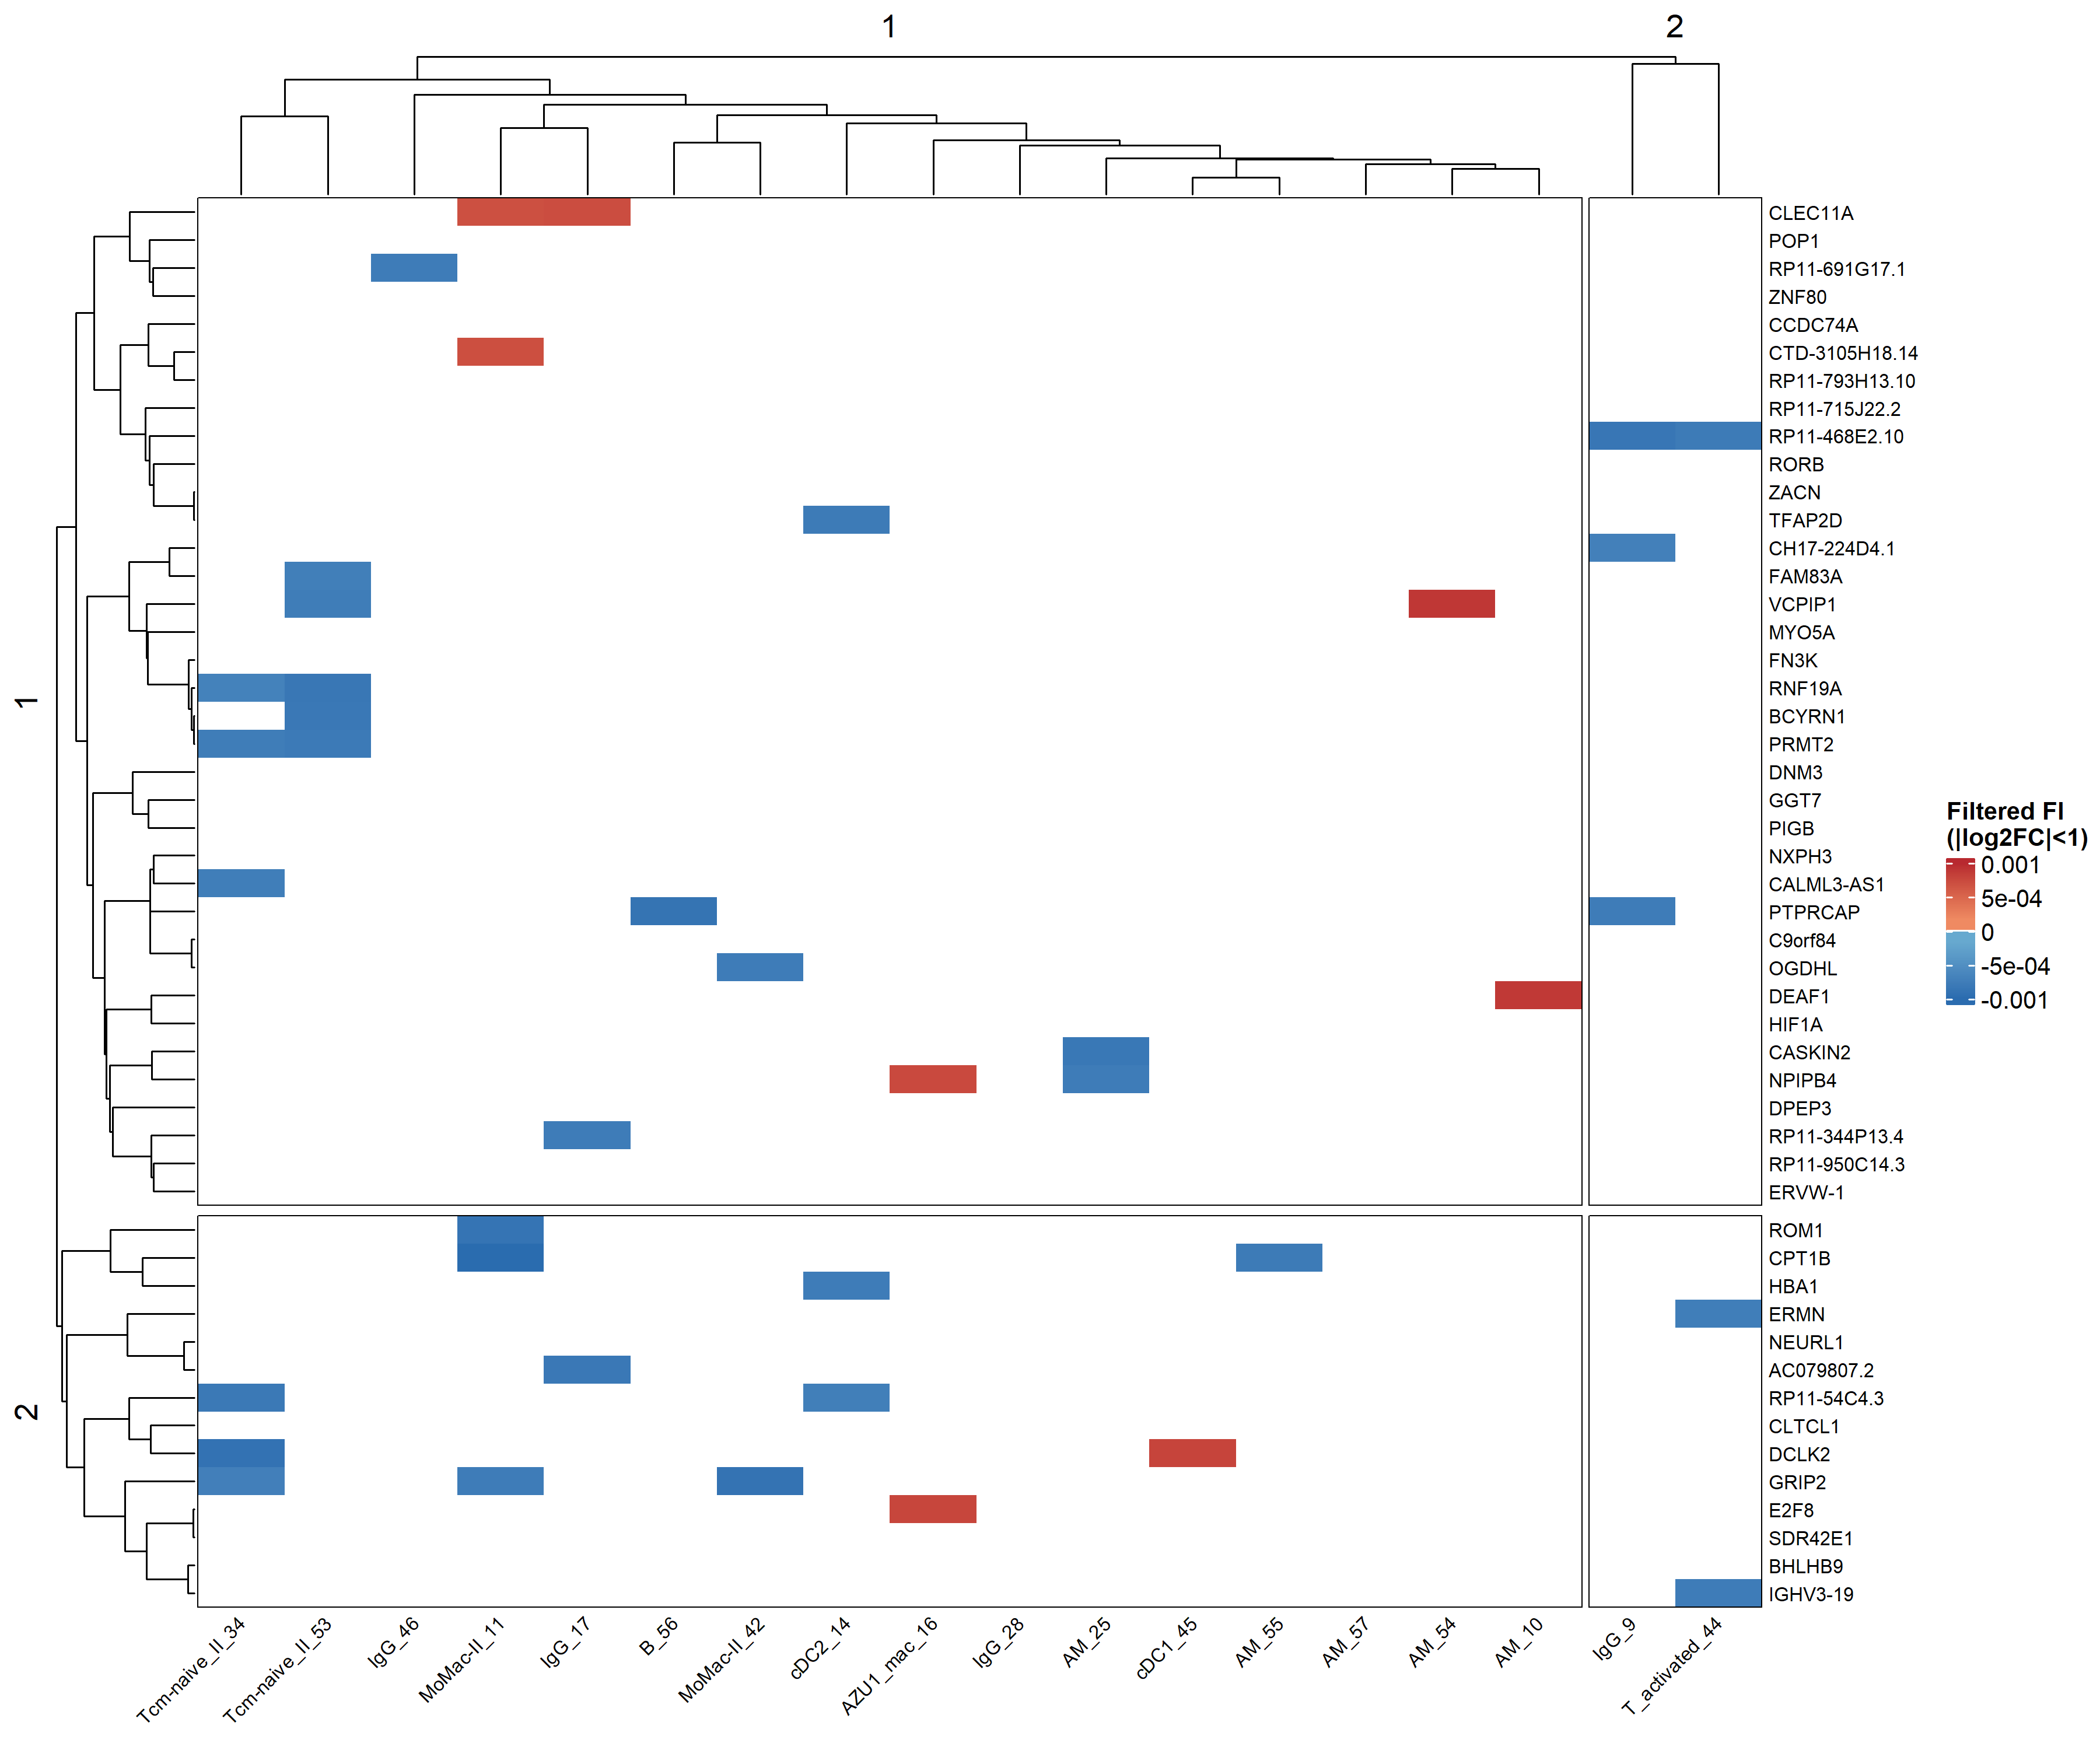 1
2
CLEC11A
POP1
RP11-691G17.1
ZNF80
CCDC74A
CTD-3105H18.14
RP11-793H13.10
RP11-715J22.2
RP11-468E2.10
RORB
ZACN
TFAP2D
CH17-224D4.1
FAM83A
VCPIP1
MYO5A
FN3K
RNF19A
BCYRN1
PRMT2
DNM3
GGT7
PIGB
NXPH3
CALML3-AS1
PTPRCAP
C9orf84
OGDHL
DEAF1
HIF1A
CASKIN2
NPIPB4
DPEP3
RP11-344P13.4
RP11-950C14.3
ERVW-1
1
ROM1
CPT1B
HBA1
ERMN
NEURL1
AC079807.2
RP11-54C4.3
CLTCL1
DCLK2
GRIP2
E2F8
SDR42E1
BHLHB9
IGHV3-19
2
Tcm-naive_II_34
Tcm-naive_II_53
IgG_46
MoMac-II_11
IgG_17
B_56
MoMac-II_42
cDC2_14
AZU1_mac_16
IgG_28
AM_25
cDC1_45
AM_55
AM_57
AM_54
AM_10
IgG_9
T_activated_44
Filtered FI
(|log2FC|<1)
0.001
5e-04
0
-5e-04
-0.001